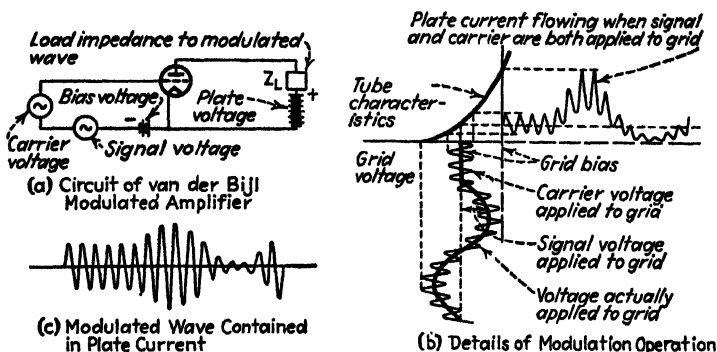 Load impedance to modulated
wave
Z_L
+
Bias voltage
Plate
voltage
-
Carrier
voltage
Signal voltage
(a) Circuit of van der Bijl
Modulated Amplifier
(c) Modulated Wave Contained
in Plate Current
Plate current flowing when signal
and carrier are both applied to grid
Tube
character-
istics
Grid
voltage
Grid bias
Carrier voltage
applied to grid
Signal voltage
applied to grid
Voltage actually
applied to grid
(b) Details of Modulation Operation